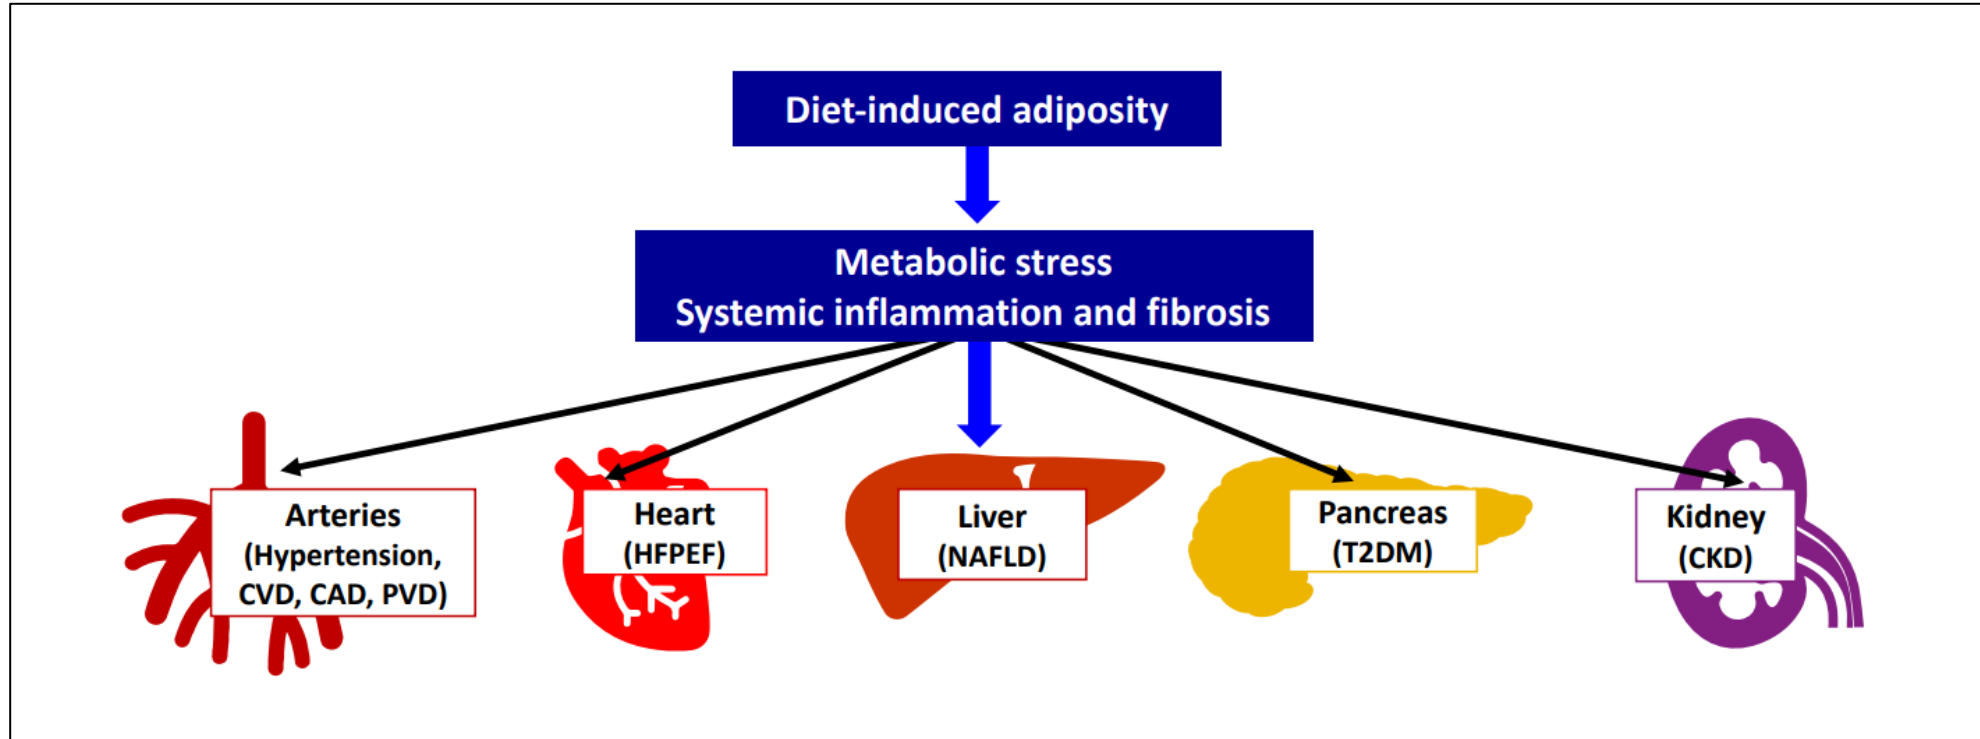 Diet-induced adiposity
Metabolic stress
Systemic inflammation and fibrosis
Arteries
(Hypertension,
CVD, CAD, PVD)
Heart
(HFPEF)
Liver
(NAFLD)
Pancreas
(T2DM)
Kidney
(CKD)